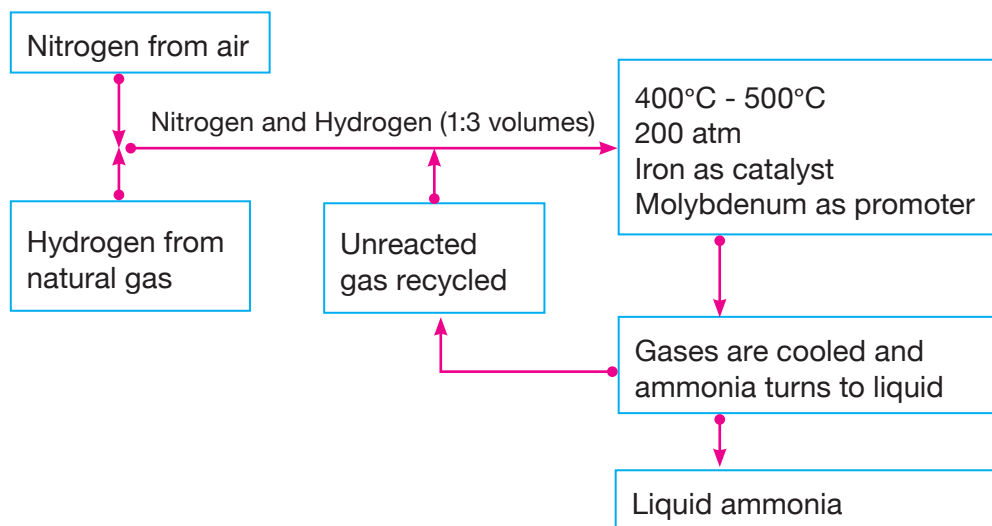 Nitrogen from air
Nitrogen and Hydrogen (1:3 volumes)
400°C - 500°C
200 atm
Iron as catalyst
Molybdenum as promoter
Hydrogen from
natural gas
Unreacted
gas recycled
Gases are cooled and
ammonia turns to liquid
Liquid ammonia